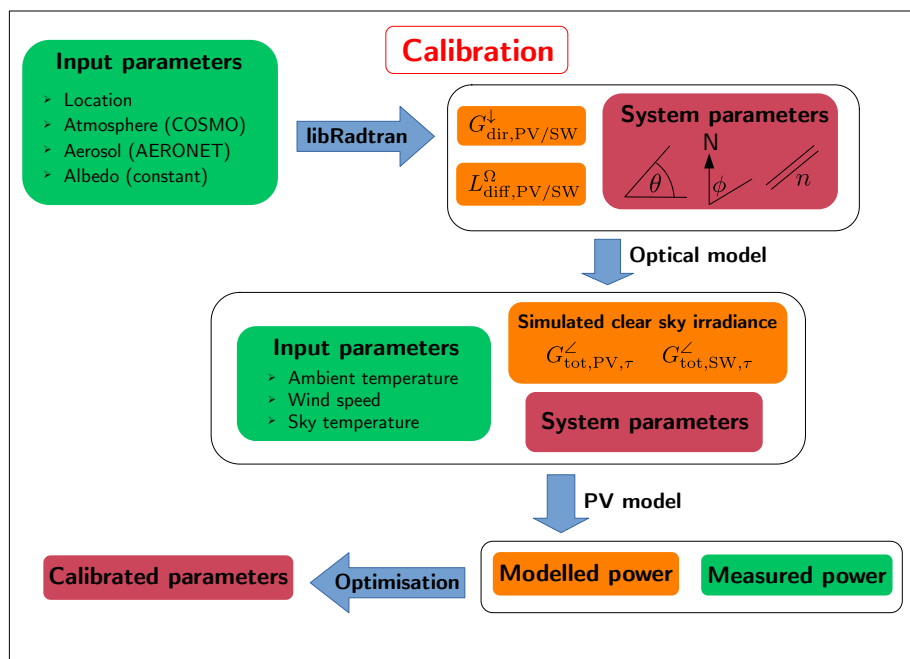 Calibration
Input parameters
➢ Location
➢ Atmosphere (COSMO)
➢ Aerosol (AERONET)
➢ Albedo (constant)
libRadtran
G↓dir,PV/SW
LΩdiff,PV/SW
System parameters
N
θ
ϕ
n
Optical model
Input parameters
➢ Ambient temperature
➢ Wind speed
➢ Sky temperature
Simulated clear sky irradiance
G∠tot,PV,τ G∠tot,SW,τ
System parameters
PV model
Modelled power
Measured power
Optimisation
Calibrated parameters